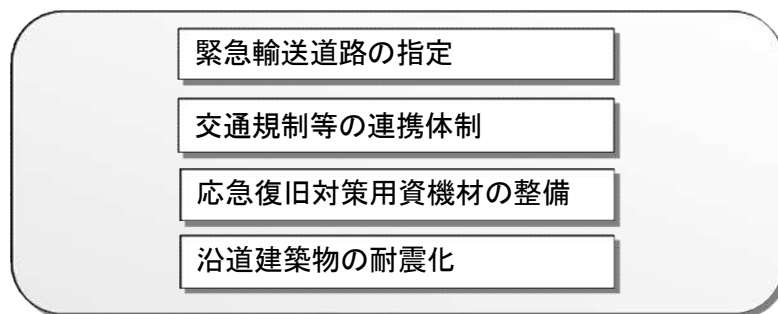 緊急輸送道路の指定
交通規制等の連携体制
応急復旧対策用資機材の整備
沿道建築物の耐震化